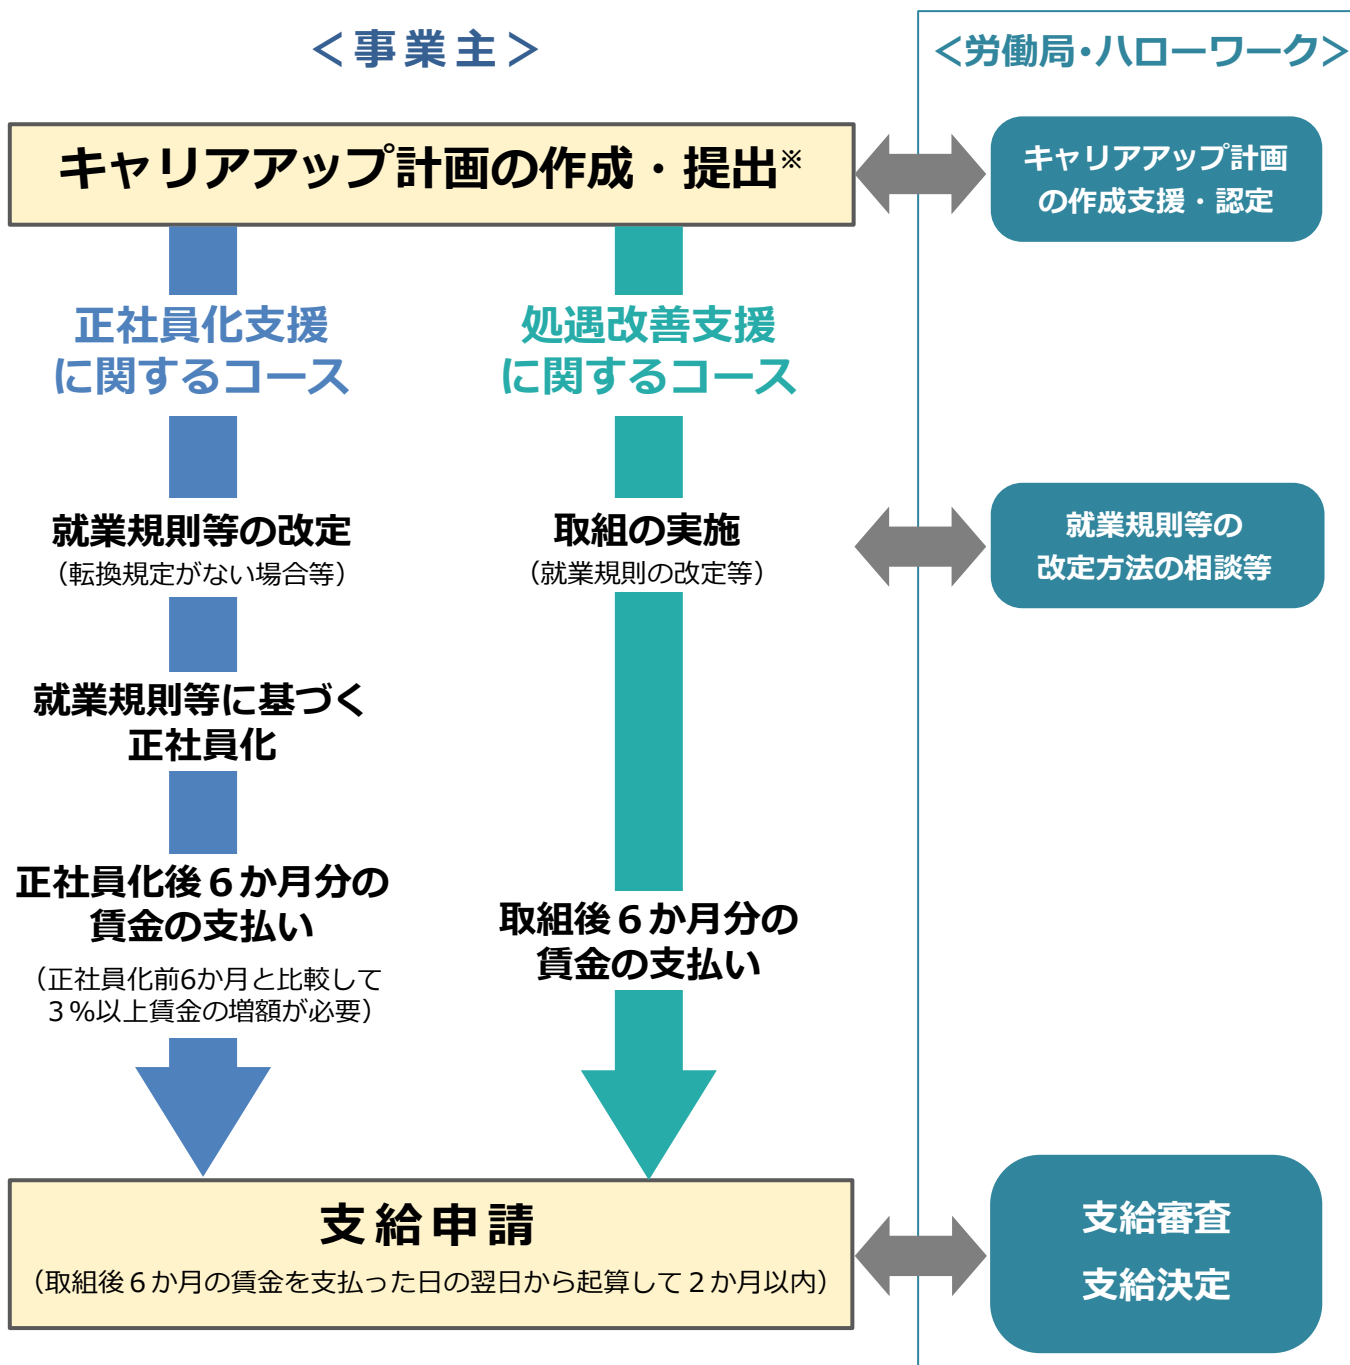 ＜事業主＞
＜労働局・ハローワーク＞
キャリアアップ計画の作成・提出※
キャリアアップ計画
の作成支援・認定
正社員化支援
に関するコース
処遇改善支援
に関するコース
就業規則等の改定
（転換規定がない場合等）
取組の実施
（就業規則の改定等）
就業規則等の
改定方法の相談等
就業規則等に基づく
正社員化
正社員化後６か月分の
賃金の支払い
（正社員化前6か月と比較して
３%以上賃金の増額が必要）
取組後６か月分の
賃金の支払い
支給申請
（取組後６か月の賃金を支払った日の翌日から起算して２か月以内）
支給審査
支給決定